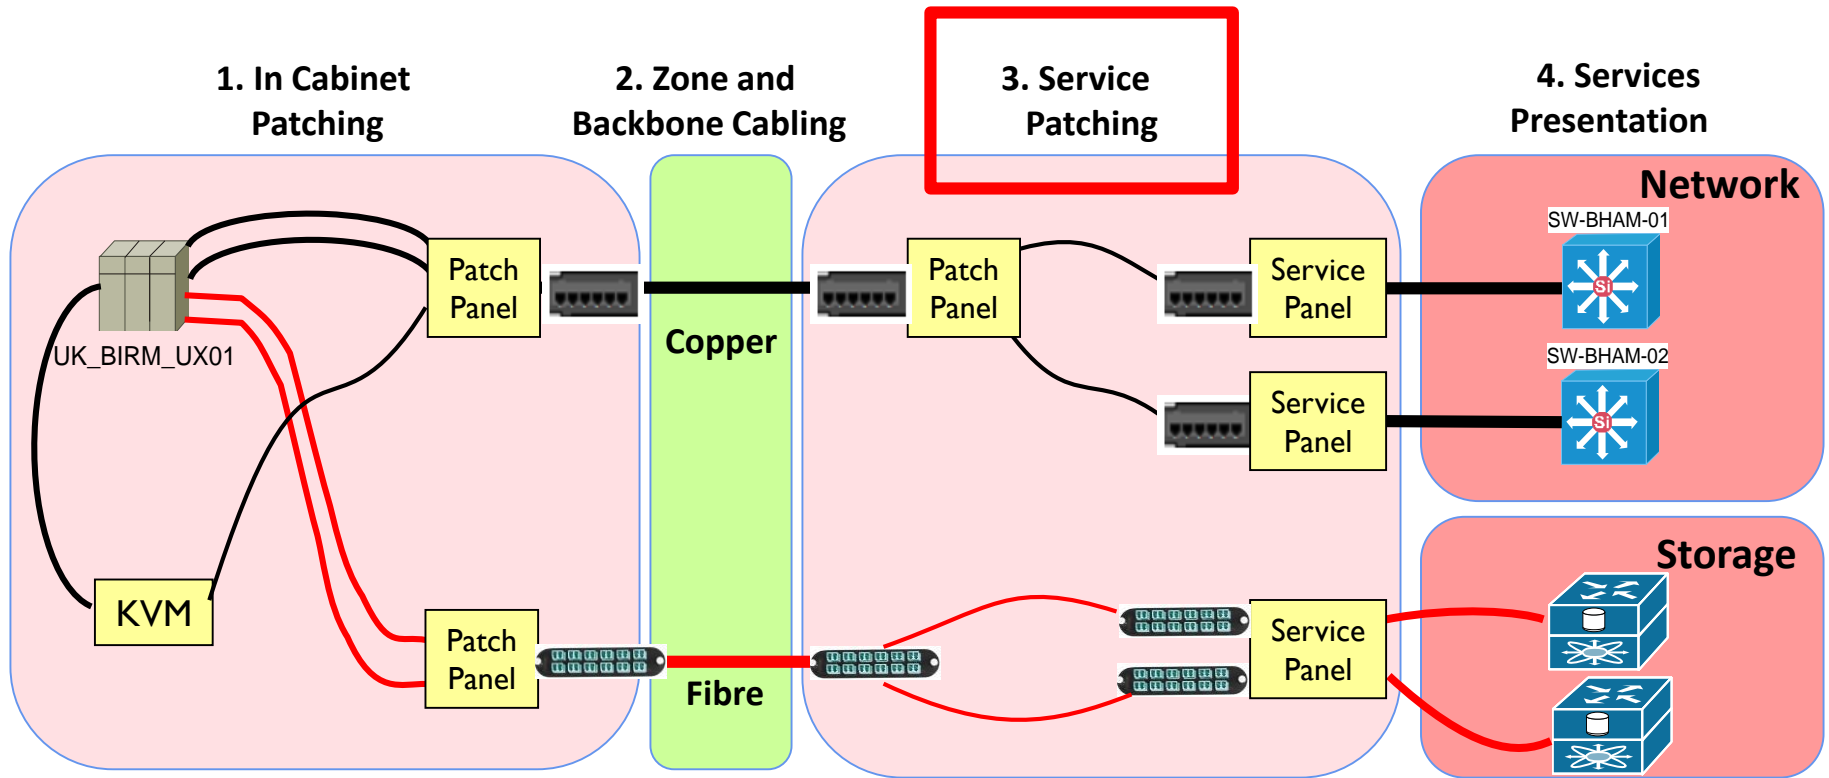 1. In Cabinet
Patching
2. Zone and
Backbone Cabling
3. Service
Patching
4. Services
Presentation
Network
SW-BHAM-01
Si
SW-BHAM-02
Si
Patch
Panel
Patch
Panel
Service
Panel
Copper
UK_BIRM_UX01
Service
Panel
Storage
KVM
Patch
Panel
Fibre
Service
Panel